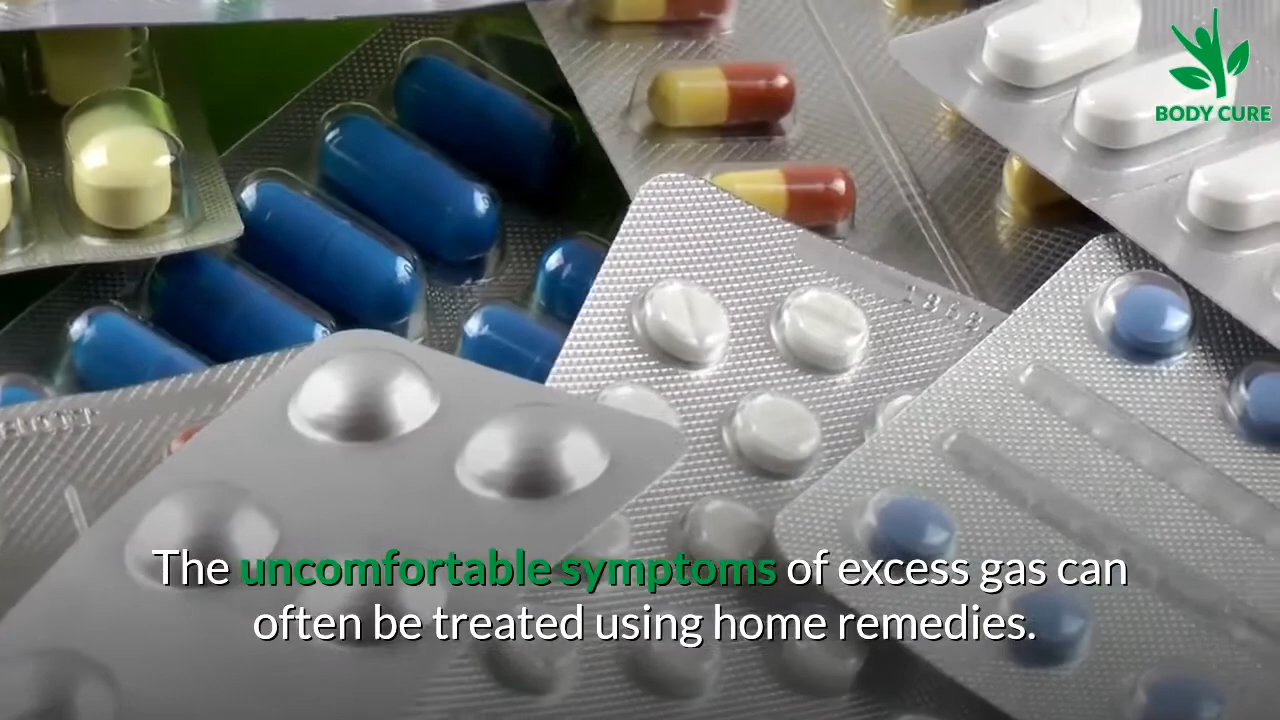 BODY CURE
The uncomfortable symptoms of excess gas can
often be treated using home remedies.